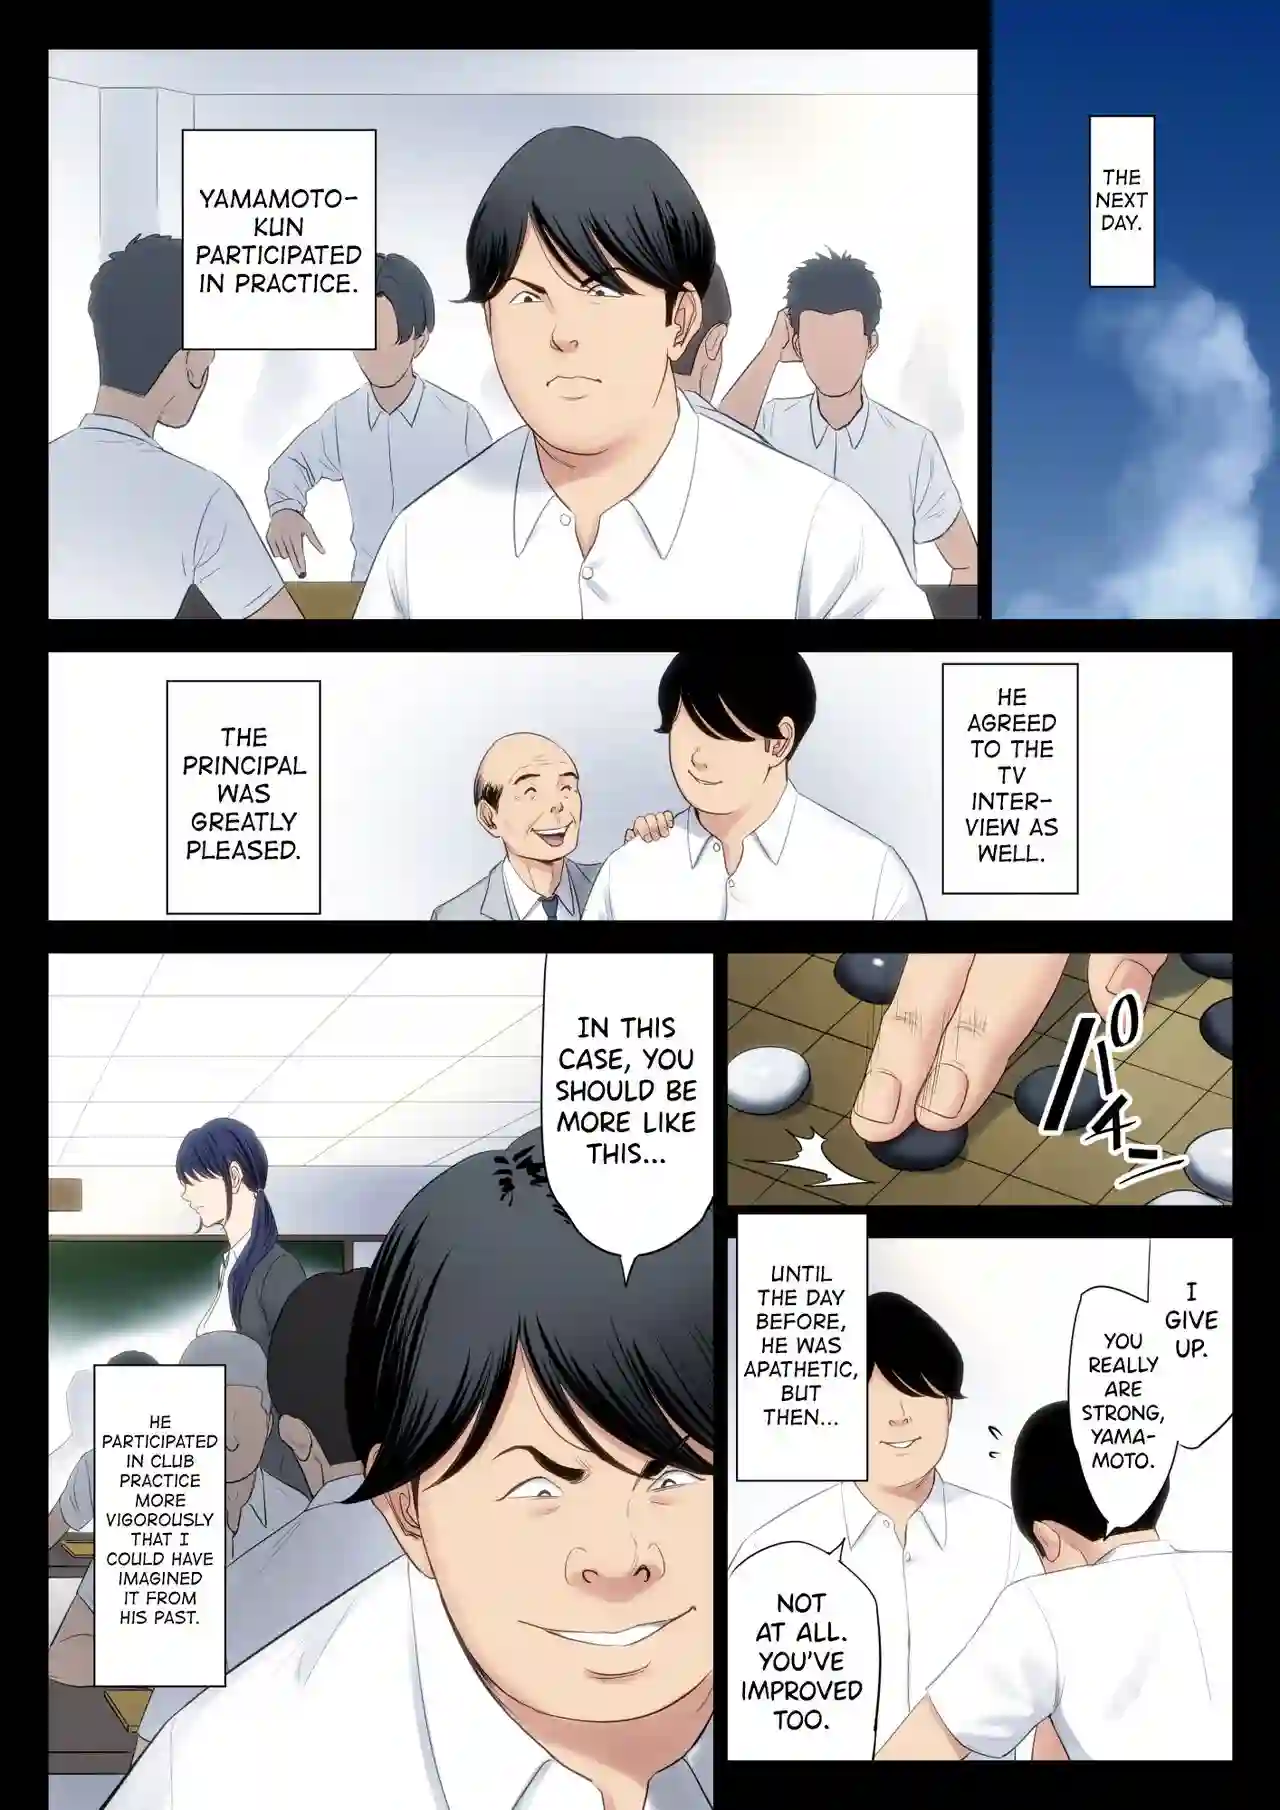 THE
NEXT
DAY.
YAMAMOTO-
KUN
PARTICIPATED
IN PRACTICE.
HE
AGREED
TO THE
TV
INTER-
VIEW AS
WELL.
THE
PRINCIPAL
WAS
GREATLY
PLEASED.
パチーン
I
GIVE
UP.
YOU
REALLY
ARE
STRONG,
YAMA-
MOTO.
UNTIL
THE DAY
BEFORE,
HE WAS
APATHETIC,
BUT
THEN...
NOT
AT ALL.
YOU'VE
IMPROVED
TOO.
IN THIS
CASE, YOU
SHOULD BE
MORE LIKE
THIS...
HE
PARTICIPATED
IN CLUB
PRACTICE
MORE
VIGOROUSLY
THAT I
COULD HAVE
IMAGINED
IT FROM
HIS PAST.